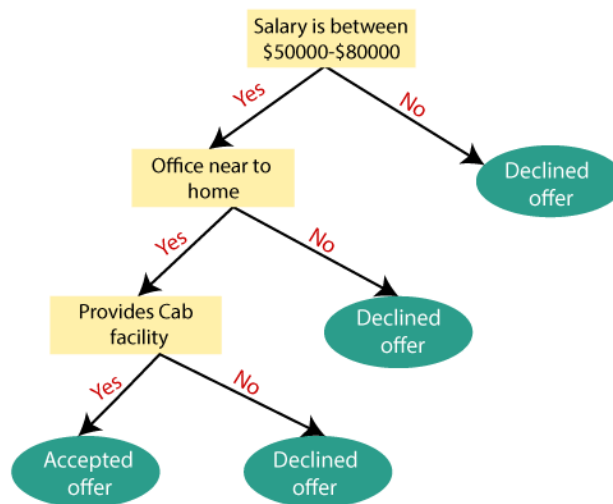 Salary is between
$50000-$80000
Yes
No
Office near to
home
Declined
offer
Yes
No
Provides Cab
facility
Declined
offer
Yes
No
Accepted
offer
Declined
offer